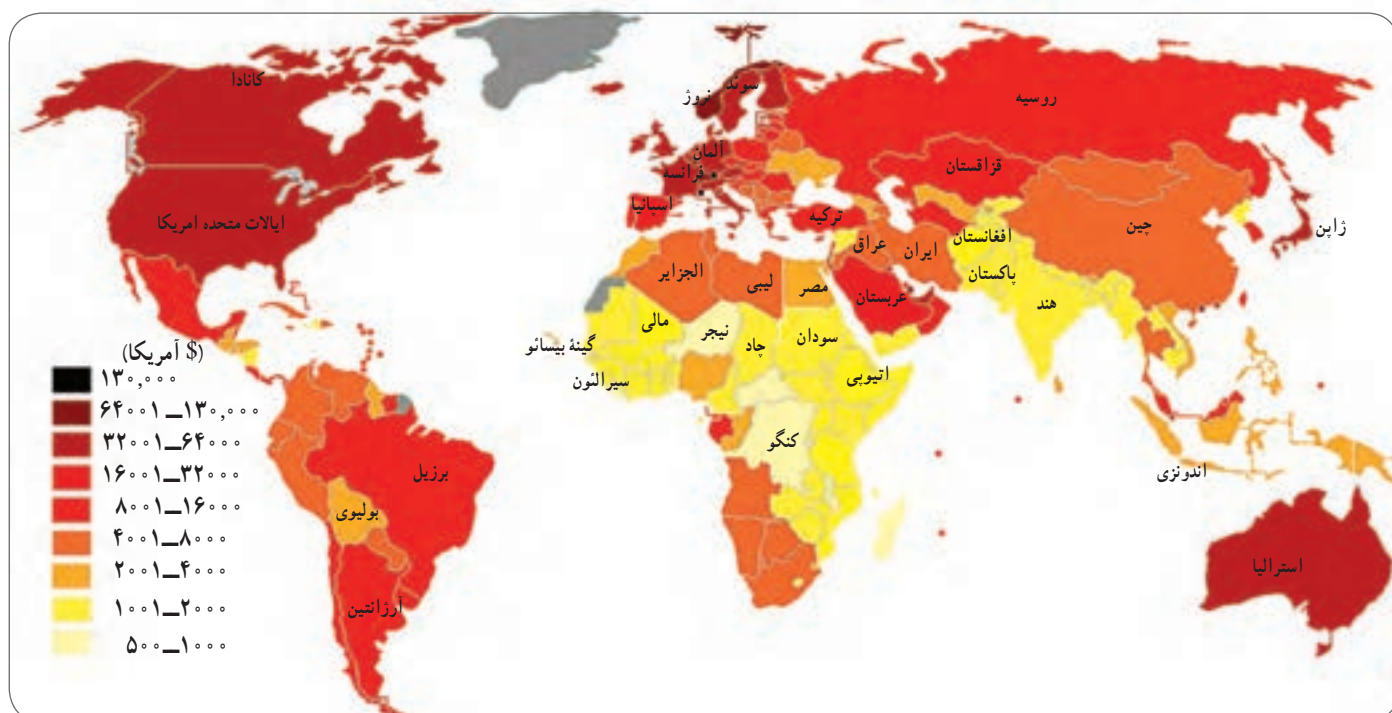 کانادا
ایالات متحده امریکا
سوئد
نروژ
آلمان
فرانسه
اسپانیا
روسیه
قزاقستان
ترکیه
چین
ژاپن
افغانستان
ایران
عراق
پاکستان
هند
عربستان
الجزایر
لیبی
مصر
مالی
نیجر
چاد
سودان
گینهٔ بیسائو
سیرالئون
اتیوپی
کنگو
اندونزی
استرالیا
برزیل
بولیوی
آرژانتین
($ آمریکا)
۱۳۰,۰۰۰
۶۴۰۰۱ــ۱۳۰,۰۰۰
۳۲۰۰۱ــ۶۴۰۰۰
۱۶۰۰۱ــ۳۲۰۰۰
۸۰۰۱ــ۱۶۰۰۰
۴۰۰۱ــ۸۰۰۰
۲۰۰۱ــ۴۰۰۰
۱۰۰۱ــ۲۰۰۰
۵۰۰ــ۱۰۰۰